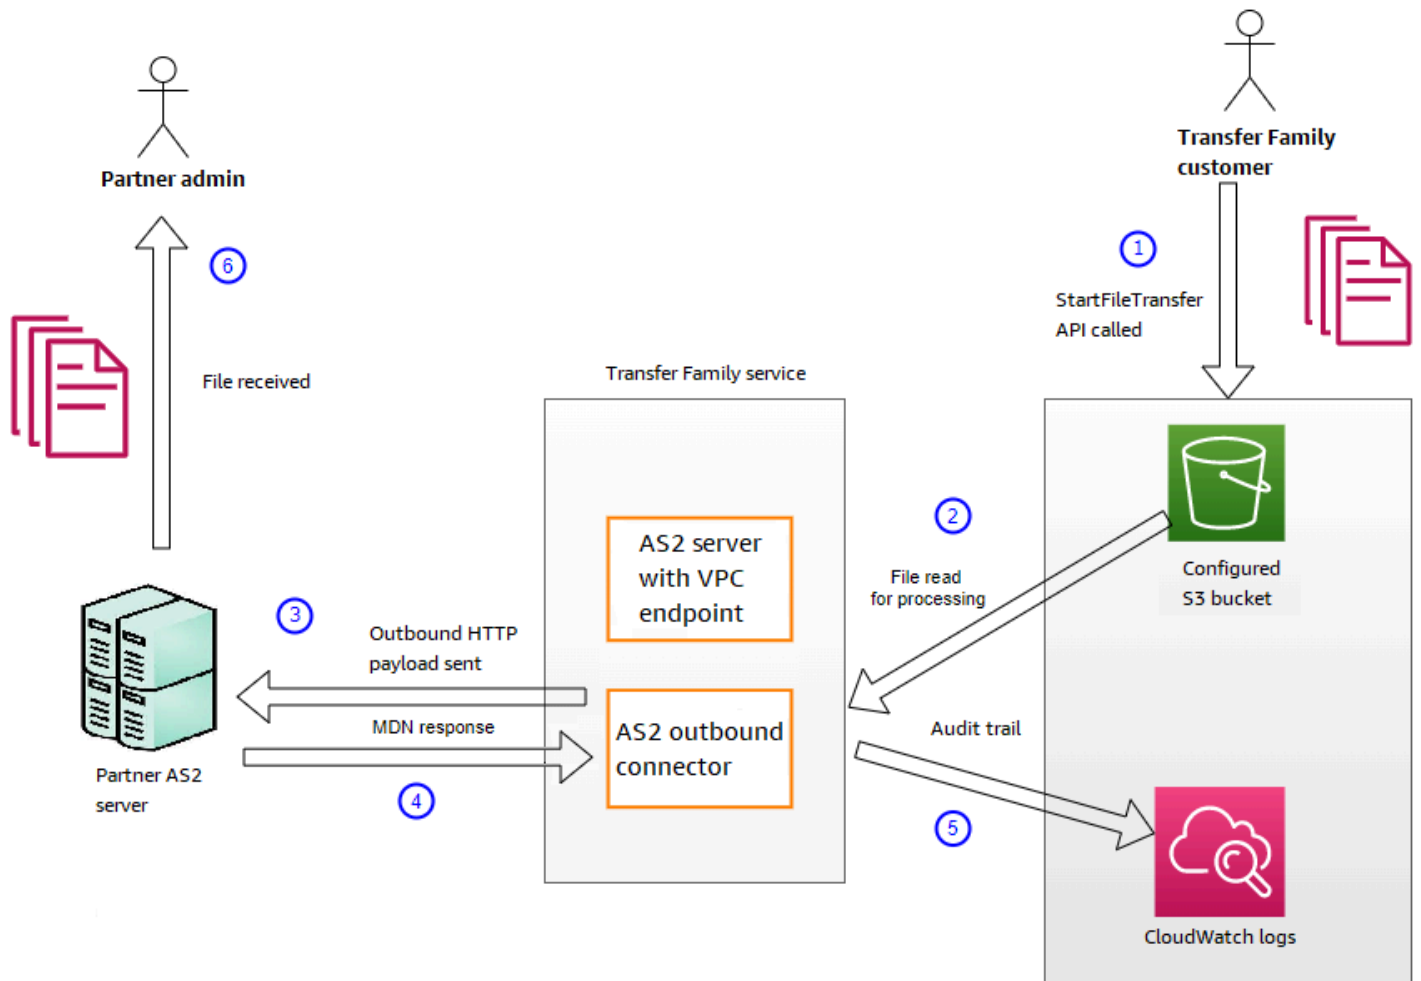 Transfer Family
customer
Partner admin
1
6
StartFileTransfer
API called
File received
Transfer Family service
2
AS2 server
with VPC
endpoint
File read
for processing
Configured
S3 bucket
3
Outbound HTTP
payload sent
MDN response
AS2 outbound
connector
Audit trail
Partner AS2
server
4
5
CloudWatch logs